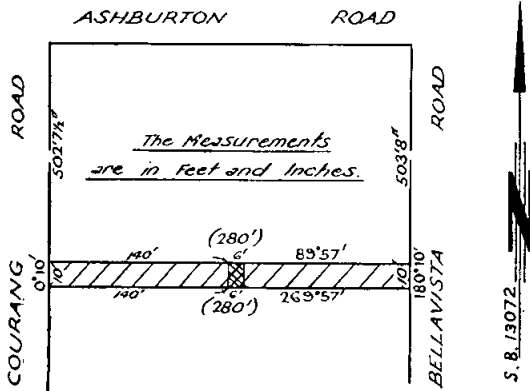 ASHBURTON ROAD
ROAD
ROAD
502'7½"
503'8"
The Measurements
are in Feet and Inches.
(280')
140' 6' 89°57'
0°10'
10'
10'
180°10'
140' 6' 269°57'
(280')
COURANG
BELLAVISTA
N
S.B. 13072